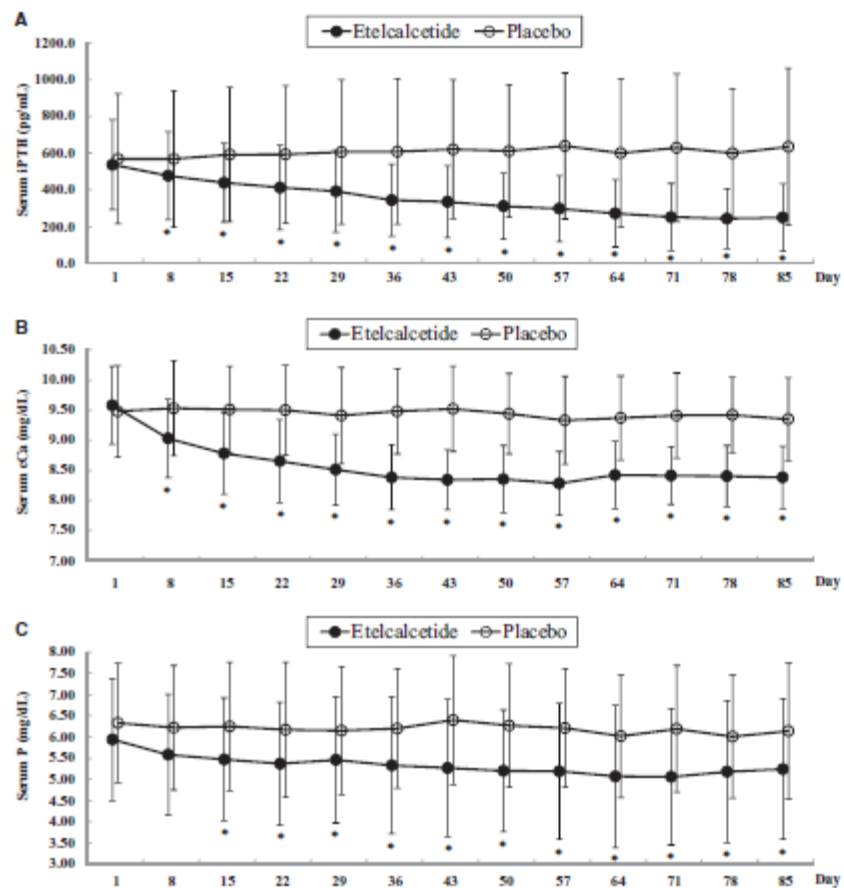 A
Etelcalcetide Placebo
Serum iPTH (pg/mL)
1200.0
1000.0
800.0
600.0
400.0
200.0
0.0
* * * * * * * * * * * *
1 8 15 22 29 36 43 50 57 64 71 78 85 Day
B
Etelcalcetide Placebo
Serum cCa (mg/dL)
10.50
10.00
9.50
9.00
8.50
8.00
7.50
7.00
* * * * * * * * * * * *
1 8 15 22 29 36 43 50 57 64 71 78 85 Day
C
Etelcalcetide Placebo
Serum P (mg/dL)
8.00
7.50
7.00
6.50
6.00
5.50
5.00
4.50
4.00
3.50
3.00
* * * * * * * * * * *
1 8 15 22 29 36 43 50 57 64 71 78 85 Day